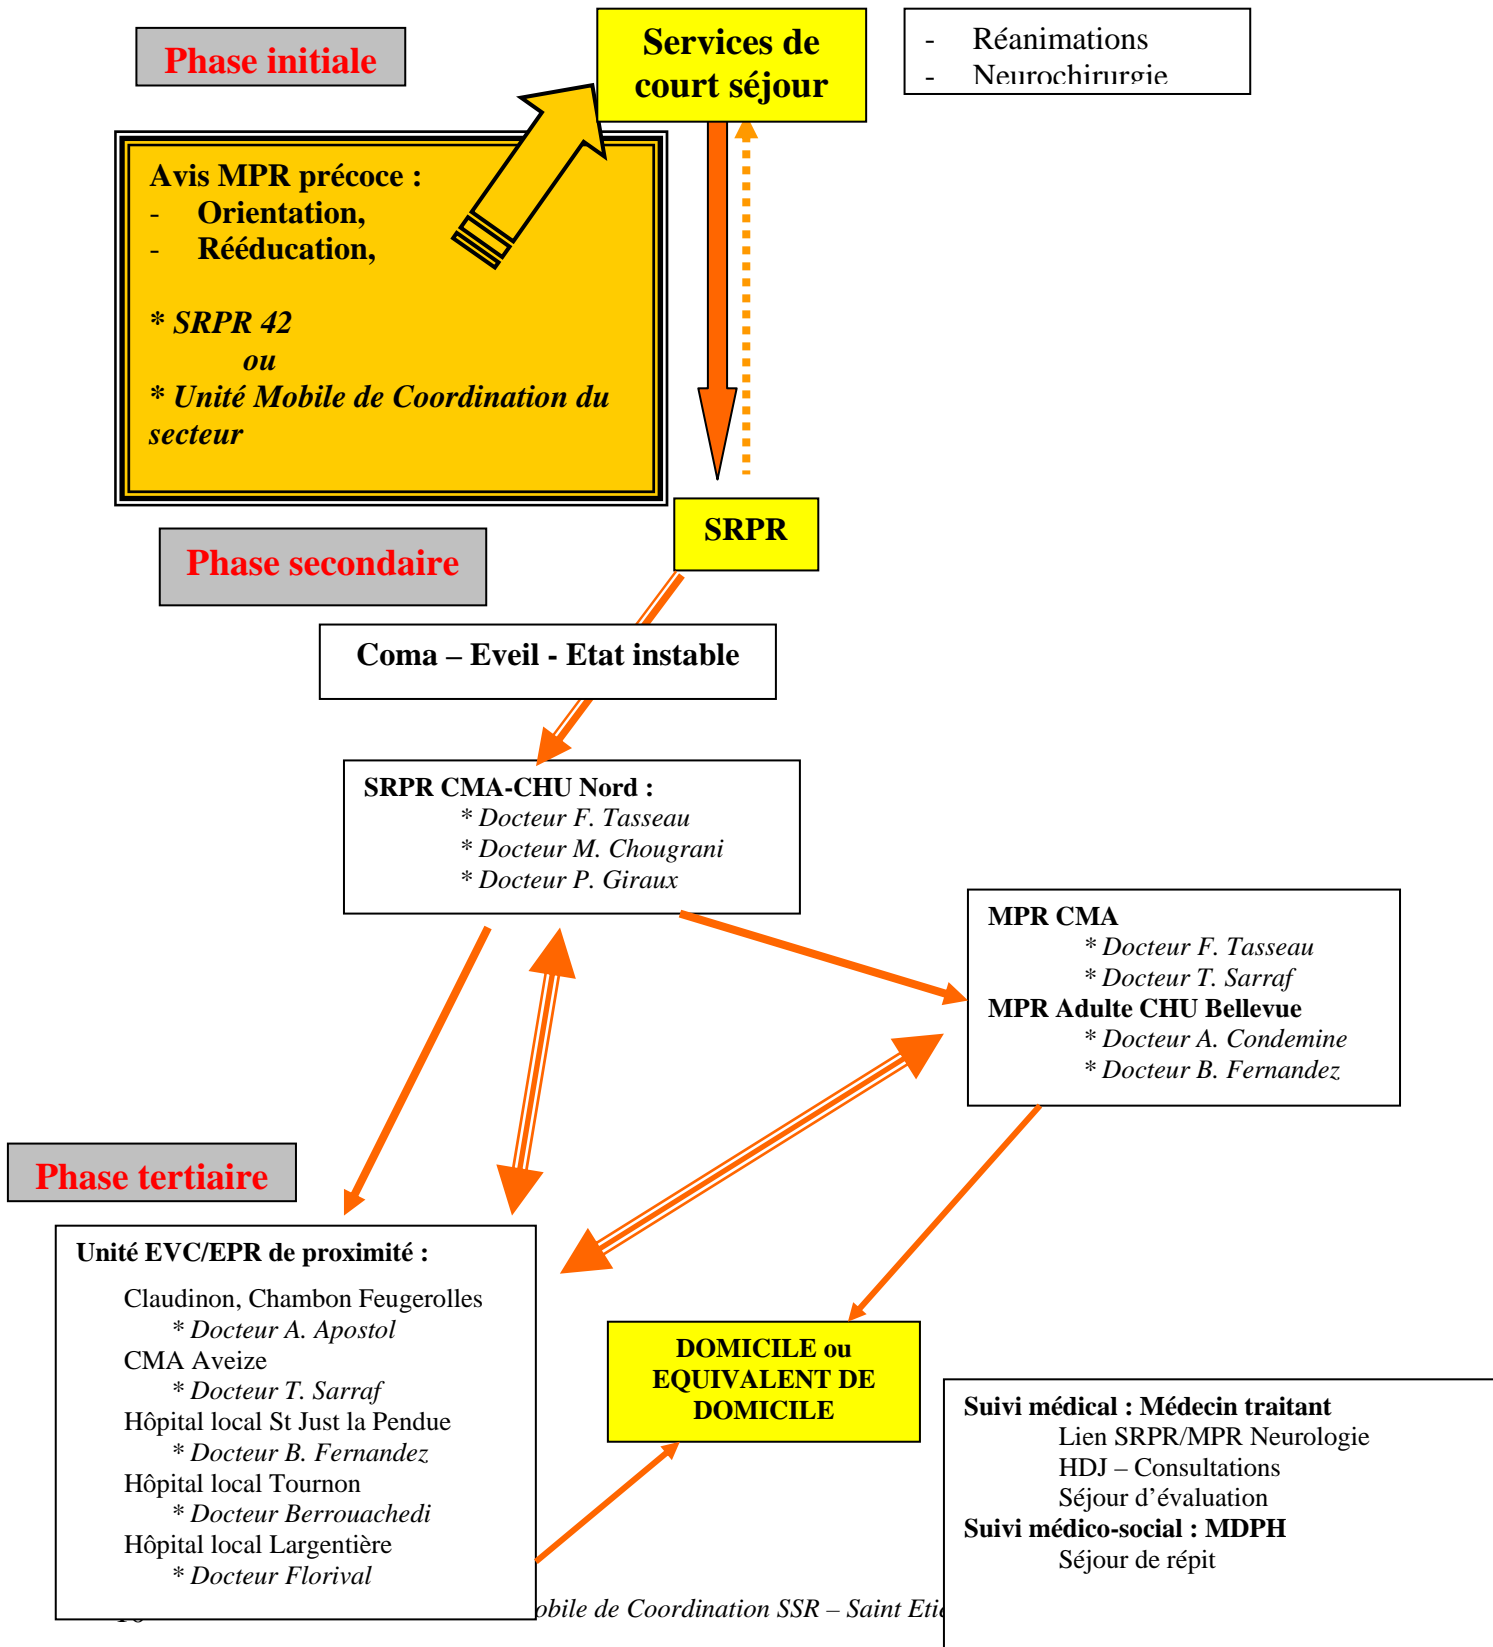 Phase initiale
Services de
court séjour
- Réanimations
- Neurochirurgie
Avis MPR précoce :
- Orientation,
- Rééducation,
* SRPR 42
ou
* Unité Mobile de Coordination du
secteur
SRPR
Phase secondaire
Coma – Eveil - Etat instable
SRPR CMA-CHU Nord :
* Docteur F. Tasseau
* Docteur M. Chougrani
* Docteur P. Giraux
MPR CMA
* Docteur F. Tasseau
* Docteur T. Sarraf
MPR Adulte CHU Bellevue
* Docteur A. Condemine
* Docteur B. Fernandez
Phase tertiaire
Unité EVC/EPR de proximité :
Claudinon, Chambon Feugerolles
* Docteur A. Apostol
CMA Aveize
* Docteur T. Sarraf
Hôpital local St Just la Pendue
* Docteur B. Fernandez
Hôpital local Tournon
* Docteur Berrouachedi
Hôpital local Largentière
* Docteur Florival
DOMICILE ou
EQUIVALENT DE
DOMICILE
Suivi médical : Médecin traitant
Lien SRPR/MPR Neurologie
HDJ – Consultations
Séjour d’évaluation
Suivi médico-social : MDPH
Séjour de répit
de Coordination SSR – Saint